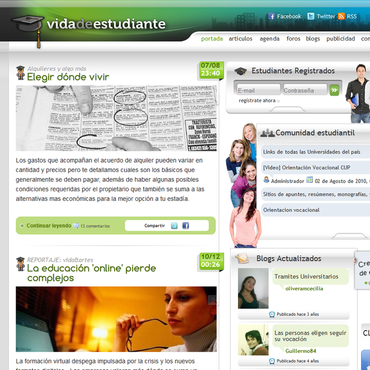 vidadeestudiante
Fácebook Twitter RSS
portada articulos agenda foros blogs publicidad
Alquileres y algo más
Elegir dónde vivir
07/08
23:40
Los gastos que acompañan el acuerdo de alquiler pueden variar en
cantidad y precios pero te detallamos cuales son los básicos que
generalmente se deben pagar, además de haber algunas posibles
condiciones requeridas por el propietario que también se suma a las
alternativas mas económicas para la mejor opción a tu estadía.
Continuar leyendo comentarios
Compartir
REPORTAJE: vidaBartes
La educación 'online' pierde
complejos
10/12
00:26
La formación virtual despega impulsada por la crisis y los nuevos
Estudiantes Registrados
E-mail Contraseña
registrate ahora
Comunidad estudiantil
Links de todas las Universidades del pais
[Video] Orientación Vocacional CUP
Administrador 02 de Agosto de 2010,
Sitios de apuntes, resúmenes, monografías,
Orientacion vocacional
Blogs Actualizados
Tramites Universitarios
oliveramcecilia
Publicado hace 3 años
Las personas eligen seguir
su vocación
Guillermo84
Publicado hace 4 años
Cre
de C